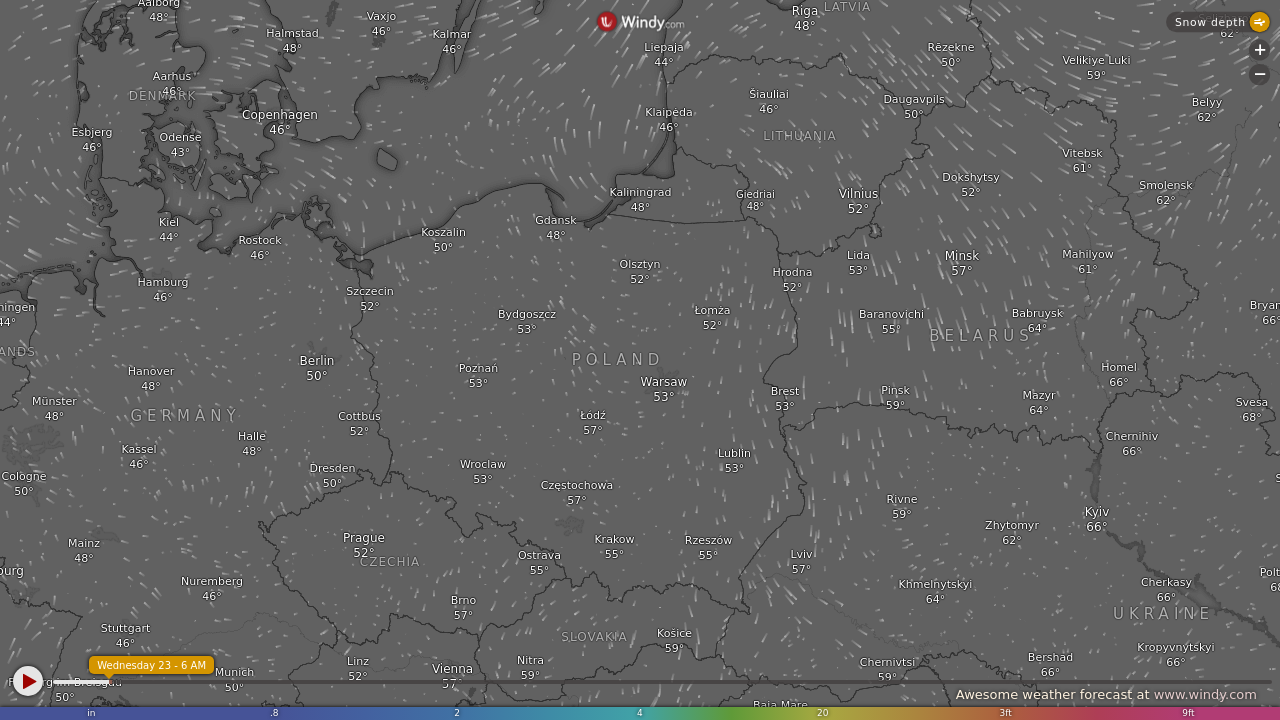 Aalborg
48°
Vaxjo
46°
Riga
48°
LATVIA
Windy.com
Snow depth
62°
Halmstad
48°
Kalmar
46°
Liepaja
44°
Rēzekne
50°
+
Velikiye Luki
59°
−
Aarhus
46°
DENMARK
Šiauliai
46°
Daugavpils
50°
Belyy
62°
Copenhagen
46°
Klaipėda
46°
LITHUANIA
Esbjerg
46°
Odense
43°
Vitebsk
61°
Kaliningrad
48°
Giedriai
48°
Vilnius
52°
Dokshytsy
52°
Smolensk
62°
Kiel
44°
Rostock
46°
Koszalin
50°
Gdansk
48°
Olsztyn
52°
Hrodna
52°
Lida
53°
Minsk
57°
Mahilyow
61°
Hamburg
46°
Szczecin
52°
Bydgoszcz
53°
Łomża
52°
Baranovichi
55°
Babruysk
64°
BELARUS
ningen
44°
ANDS
Berlin
50°
Hanover
48°
Poznań
53°
POLAND
Warsaw
53°
Brest
53°
Pinsk
59°
Mazyr
64°
Homel
66°
Münster
48°
GERMANY
Cottbus
52°
Łódź
57°
Svesa
68°
Chernihiv
66°
Kassel
46°
Halle
48°
Dresden
50°
Wroclaw
53°
Lublin
53°
Cologne
50°
Częstochowa
57°
Rivne
59°
Kyiv
66°
Zhytomyr
62°
Mainz
48°
Prague
52°
CZECHIA
Ostrava
55°
Krakow
55°
Rzeszów
55°
Lviv
57°
Nuremberg
46°
Brno
57°
Khmelnytskyi
64°
Cherkasy
66°
UKRAINE
Stuttgart
46°
SLOVAKIA
Košice
59°
Wednesday 23 - 6 AM
Munich
50°
Linz
52°
Vienna
57°
Nitra
59°
Chernivtsi
59°
Bershad
66°
Kropyvnytskyi
66°
50°
Baia Mare
Awesome weather forecast at www.windy.com
in .8 2 4 20 3ft 9ft